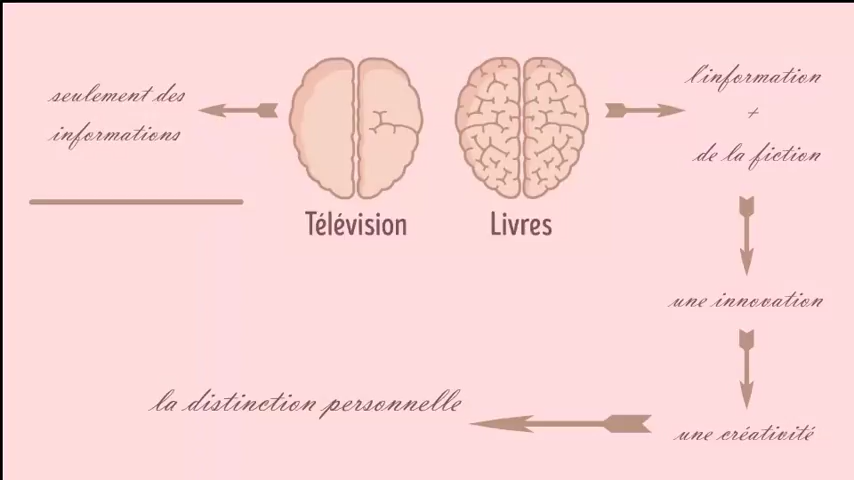 seulement des
informations
Télévision
Livres
l'information
+
de la fiction
une innovation
une créativité
la distinction personnelle